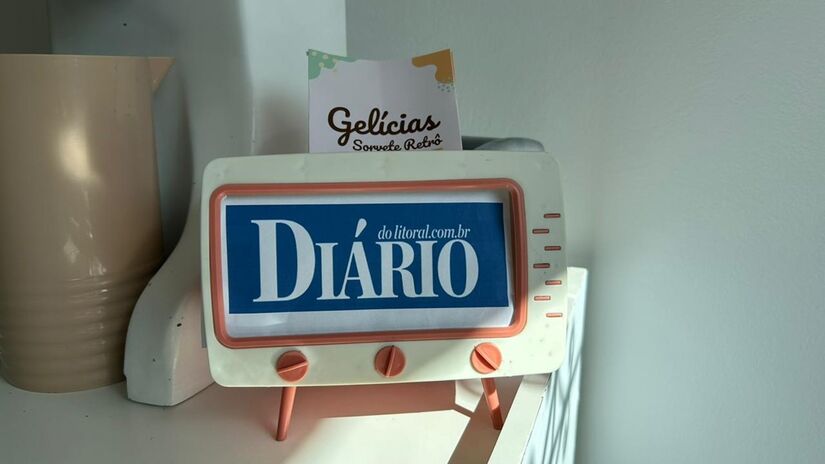 Gelícias
Sorvete Retrô
do litoral.com.br
DIÁRIO